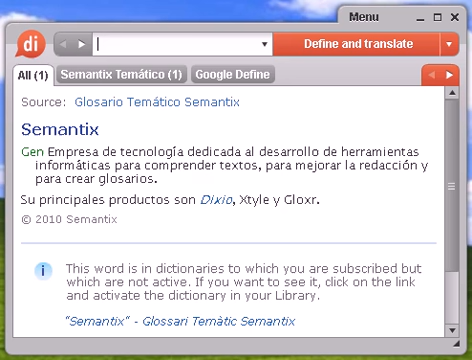 Menu
di
Define and translate
All (1) Semantix Temático (1) Google Define
Source: Glosario Temático Semantix
Semantix
Gen Empresa de tecnología dedicada al desarrollo de herramientas
informáticas para comprender textos, para mejorar la redacción y
para crear glosarios.
Su principales productos son Dixio, Xtyle y Gloxr.
© 2010 Semantix
i
This word is in dictionaries to which you are subscribed but
which are not active. If you want to see it, click on the link
and activate the dictionary in your Library.
"Semantix" - Glossari Temàtic Semantix